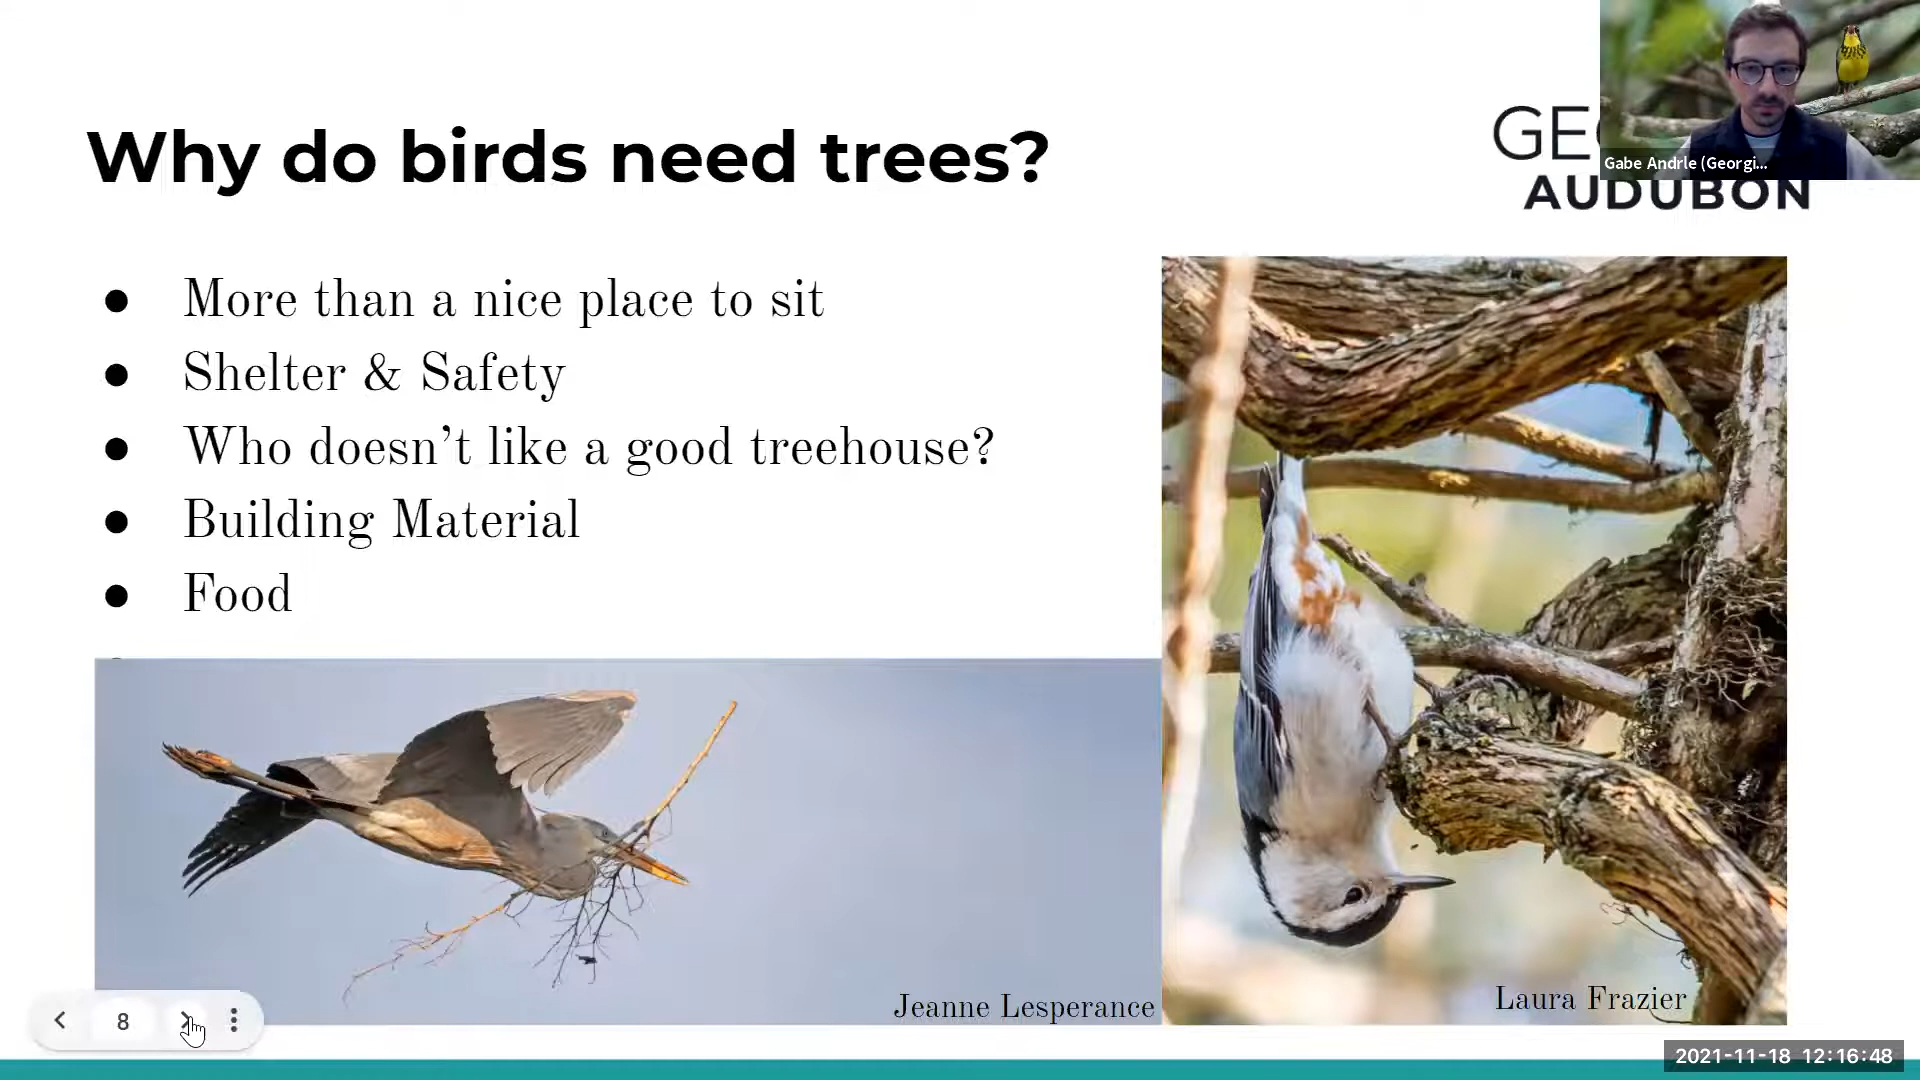 Why do birds need trees?
GE
AUDUBON
Gabe Andrle (Georgi...
● More than a nice place to sit
● Shelter & Safety
● Who doesn’t like a good treehouse?
● Building Material
● Food
Jeanne Lesperance
Laura Frazier
8
2021-11-18 12:16:48